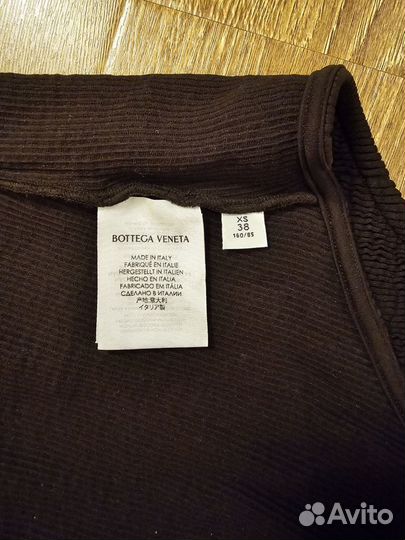 BOTTEGA VENETA
MADE IN ITALY
FABRIQUÉ EN ITALIE
HERGESTELLT IN ITALIEN
HECHO EN ITALIA
FABRICADO EM ITÁLIA
СДЕЛАНО В ИТАЛИИ
产地:意大利
イタリア製
XS
38
160/85
Avito